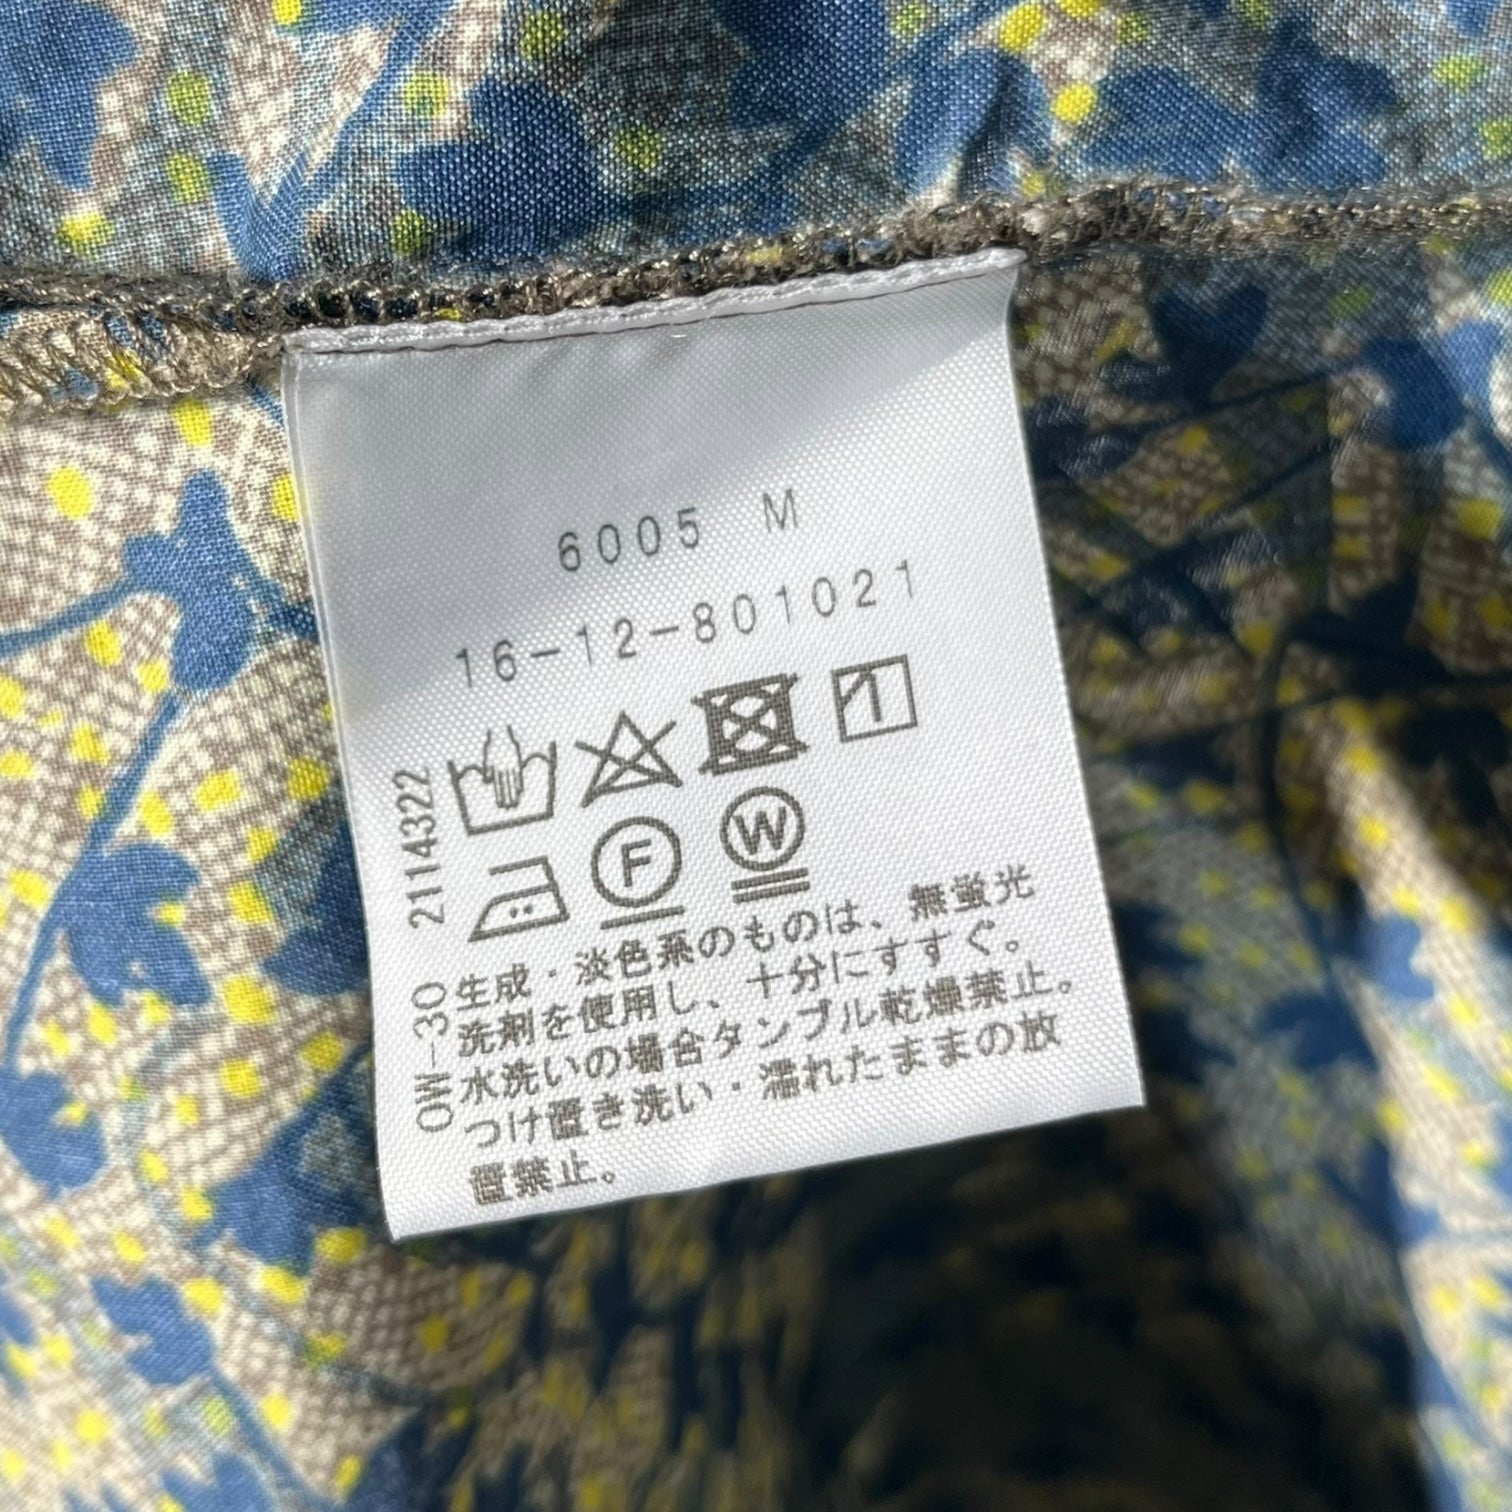 6005 M
16-12-801021
F W
生成・淡色系のものは、無蛍光
洗剤を使用し、十分にすすぐ。
水洗いの場合タンブル乾燥禁止。
つけ置き洗い・濡れたままの放
置禁止。
OW-30 2114322